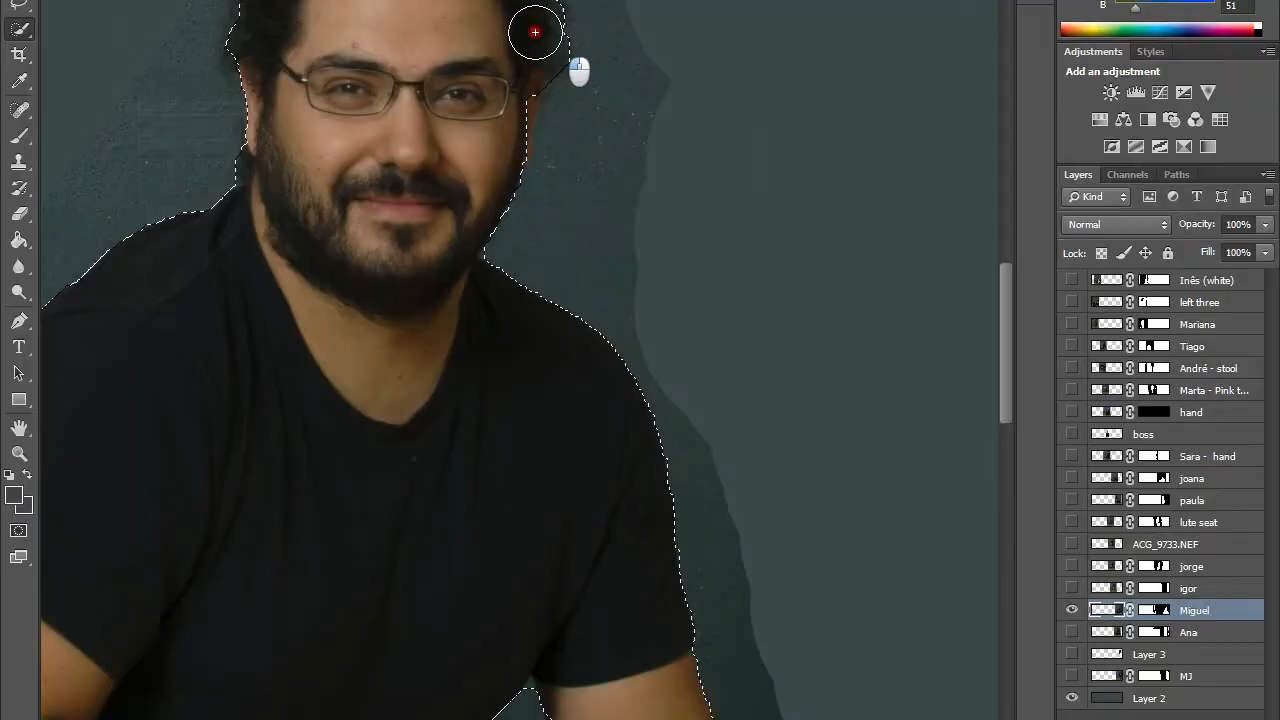 B
51
Adjustments Styles
Add an adjustment
Layers Channels Paths
Kind
Normal Opacity: 100%
Lock: Fill: 100%
Inês (white)
left three
Mariana
Tiago
André - stool
Marta - Pink t...
hand
boss
Sara - hand
joana
paula
lute seat
ACG_9733.NEF
jorge
igor
Miguel
Ana
Layer 3
MJ
Layer 2